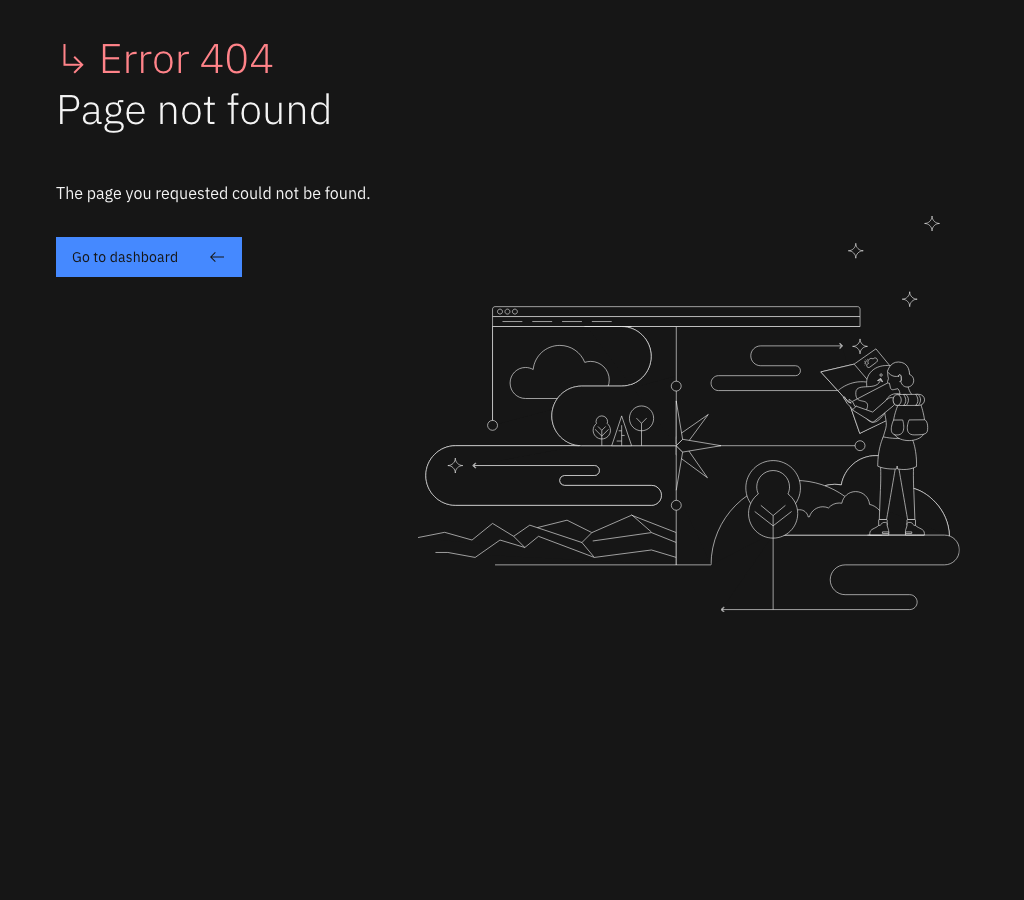 ↳ Error 404
Page not found
The page you requested could not be found.
Go to dashboard ←